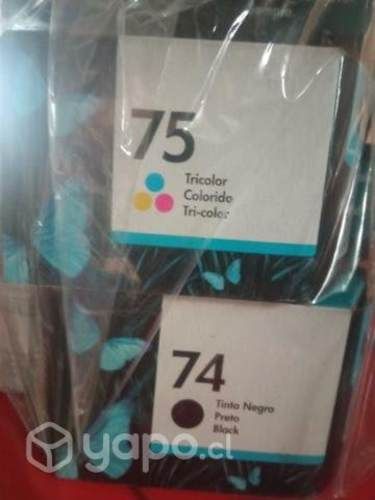 75
Tricolor
Colorido
Tri-color
74
Tinta Negra
Preto
Black
yapo.cl